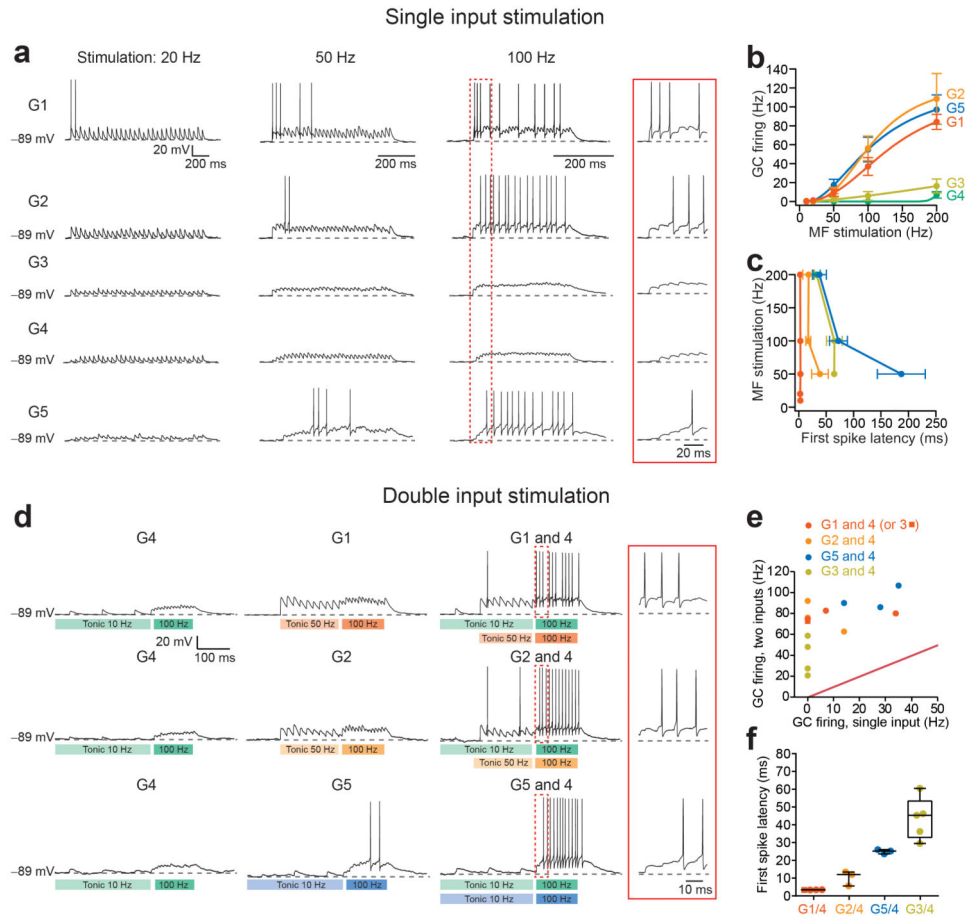 Single input stimulation
a
Stimulation: 20 Hz
50 Hz
100 Hz
G1
–89 mV
20 mV
200 ms
200 ms
200 ms
G2
–89 mV
G3
–89 mV
G4
–89 mV
G5
–89 mV
20 ms
b
GC firing (Hz)
140
120
100
80
60
40
20
0
0 50 100 150 200
MF stimulation (Hz)
G2
G5
G1
G3
G4
c
MF stimulation (Hz)
200
150
100
50
0
0 50 100 150 200 250
First spike latency (ms)
Double input stimulation
d
G4
G1
G1 and 4
–89 mV
Tonic 10 Hz 100 Hz
Tonic 50 Hz 100 Hz
Tonic 10 Hz 100 Hz
Tonic 50 Hz 100 Hz
20 mV
100 ms
G4
G2
G2 and 4
–89 mV
Tonic 10 Hz 100 Hz
Tonic 50 Hz 100 Hz
Tonic 10 Hz 100 Hz
Tonic 50 Hz 100 Hz
G4
G5
G5 and 4
–89 mV
Tonic 10 Hz 100 Hz
Tonic 10 Hz 100 Hz
Tonic 10 Hz 100 Hz
Tonic 10 Hz 100 Hz
10 ms
e
G1 and 4 (or 3■)
G2 and 4
G5 and 4
G3 and 4
GC firing, two inputs (Hz)
120
100
80
60
40
20
0
0 10 20 30 40 50
GC firing, single input (Hz)
f
First spike latency (ms)
70
60
50
40
30
20
10
0
G1/4 G2/4 G5/4 G3/4